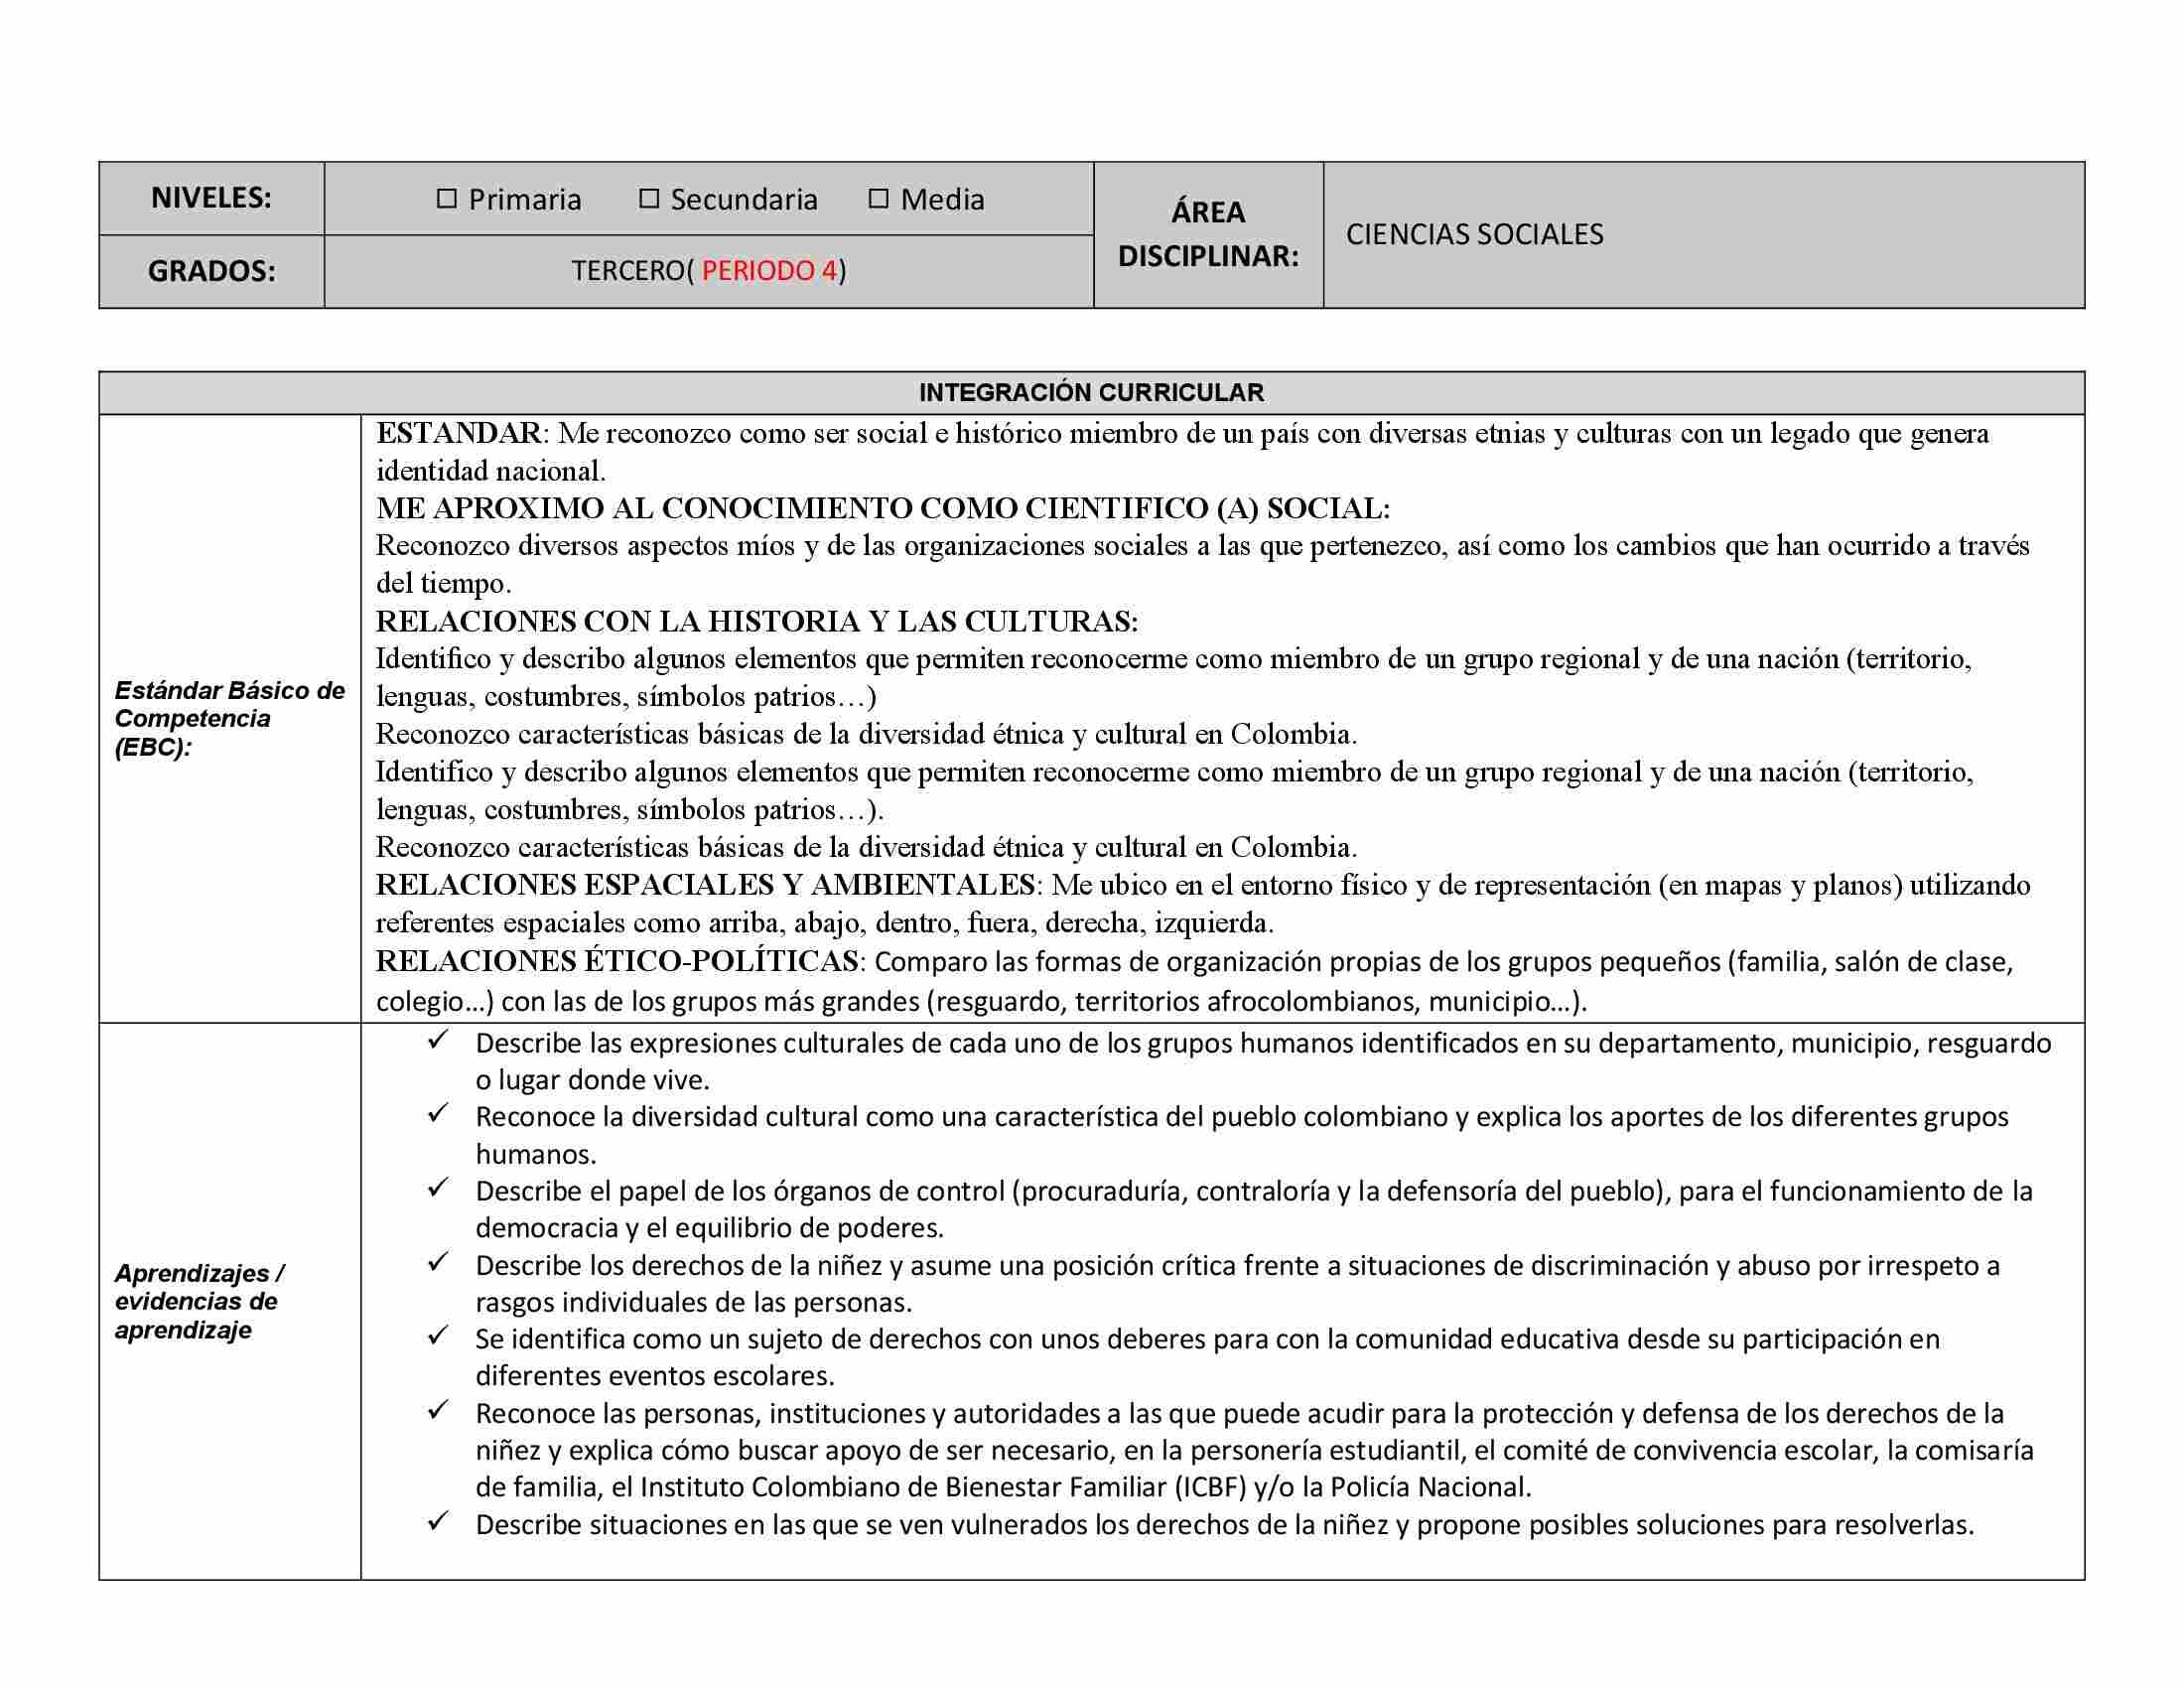 NIVELES:
☐ Primaria ☐ Secundaria ☐ Media
ÁREA
DISCIPLINAR:
CIENCIAS SOCIALES
GRADOS:
TERCERO( PERIODO 4)
INTEGRACIÓN CURRICULAR
Estándar Básico de
Competencia
(EBC):
ESTANDAR: Me reconozco como ser social e histórico miembro de un país con diversas etnias y culturas con un legado que genera
identidad nacional.
ME APROXIMO AL CONOCIMIENTO COMO CIENTIFICO (A) SOCIAL:
Reconozco diversos aspectos míos y de las organizaciones sociales a las que pertenezco, así como los cambios que han ocurrido a través
del tiempo.
RELACIONES CON LA HISTORIA Y LAS CULTURAS:
Identifico y describo algunos elementos que permiten reconocerme como miembro de un grupo regional y de una nación (territorio,
lenguas, costumbres, símbolos patrios…)
Reconozco características básicas de la diversidad étnica y cultural en Colombia.
Identifico y describo algunos elementos que permiten reconocerme como miembro de un grupo regional y de una nación (territorio,
lenguas, costumbres, símbolos patrios…).
Reconozco características básicas de la diversidad étnica y cultural en Colombia.
RELACIONES ESPACIALES Y AMBIENTALES: Me ubico en el entorno físico y de representación (en mapas y planos) utilizando
referentes espaciales como arriba, abajo, dentro, fuera, derecha, izquierda.
RELACIONES ÉTICO-POLÍTICAS: Comparo las formas de organización propias de los grupos pequeños (familia, salón de clase,
colegio…) con las de los grupos más grandes (resguardo, territorios afrocolombianos, municipio…).
Aprendizajes /
evidencias de
aprendizaje
✓ Describe las expresiones culturales de cada uno de los grupos humanos identificados en su departamento, municipio, resguardo
o lugar donde vive.
✓ Reconoce la diversidad cultural como una característica del pueblo colombiano y explica los aportes de los diferentes grupos
humanos.
✓ Describe el papel de los órganos de control (procuraduría, contraloría y la defensoría del pueblo), para el funcionamiento de la
democracia y el equilibrio de poderes.
✓ Describe los derechos de la niñez y asume una posición crítica frente a situaciones de discriminación y abuso por irrespeto a
rasgos individuales de las personas.
✓ Se identifica como un sujeto de derechos con unos deberes para con la comunidad educativa desde su participación en
diferentes eventos escolares.
✓ Reconoce las personas, instituciones y autoridades a las que puede acudir para la protección y defensa de los derechos de la
niñez y explica cómo buscar apoyo de ser necesario, en la personería estudiantil, el comité de convivencia escolar, la comisaría
de familia, el Instituto Colombiano de Bienestar Familiar (ICBF) y/o la Policía Nacional.
✓ Describe situaciones en las que se ven vulnerados los derechos de la niñez y propone posibles soluciones para resolverlas.